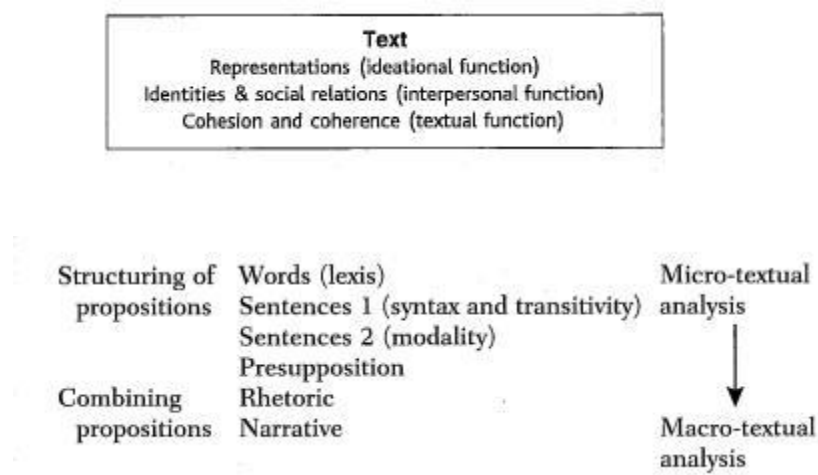 Text
Representations (ideational function)
Identities & social relations (interpersonal function)
Cohesion and coherence (textual function)
Structuring of Words (lexis) Micro-textual
propositions Sentences 1 (syntax and transitivity) analysis
Sentences 2 (modality)
Presupposition
Combining Rhetoric
propositions Narrative Macro-textual
analysis